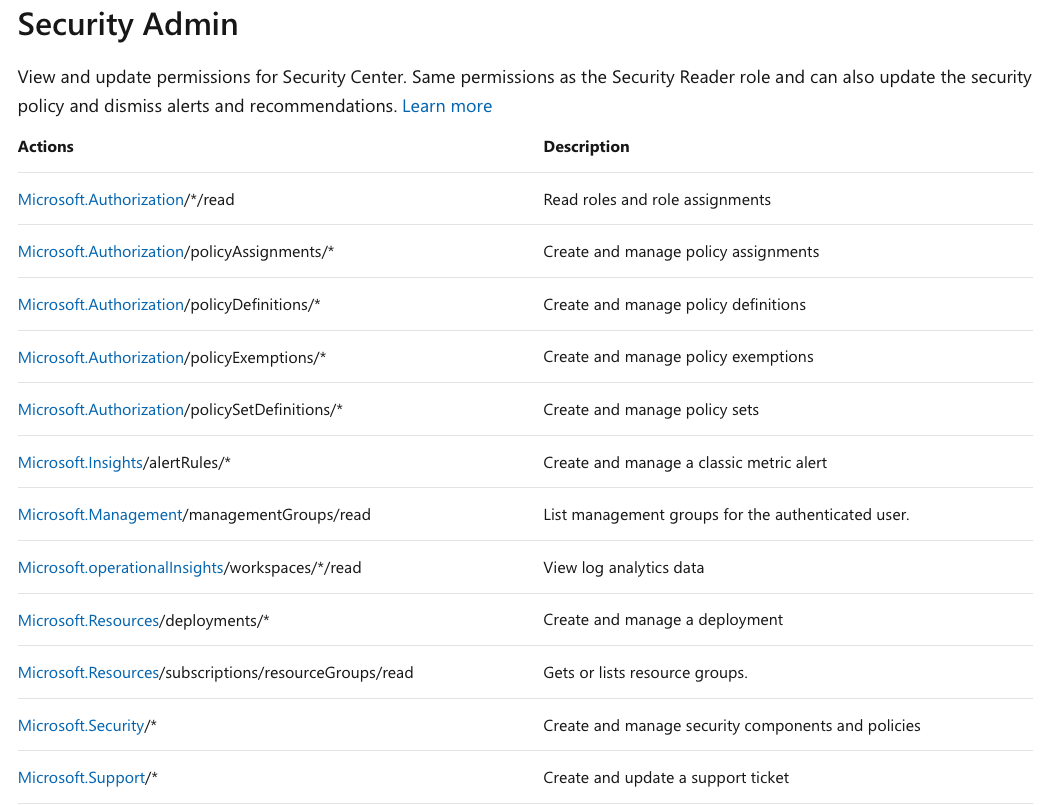 Security Admin
View and update permissions for Security Center. Same permissions as the Security Reader role and can also update the security
policy and dismiss alerts and recommendations. Learn more
Actions Description
Microsoft.Authorization/*/read Read roles and role assignments
Microsoft.Authorization/policyAssignments/* Create and manage policy assignments
Microsoft.Authorization/policyDefinitions/* Create and manage policy definitions
Microsoft.Authorization/policyExemptions/* Create and manage policy exemptions
Microsoft.Authorization/policySetDefinitions/* Create and manage policy sets
Microsoft.Insights/alertRules/* Create and manage a classic metric alert
Microsoft.Management/managementGroups/read List management groups for the authenticated user.
Microsoft.operationalInsights/workspaces/*/read View log analytics data
Microsoft.Resources/deployments/* Create and manage a deployment
Microsoft.Resources/subscriptions/resourceGroups/read Gets or lists resource groups.
Microsoft.Security/* Create and manage security components and policies
Microsoft.Support/* Create and update a support ticket